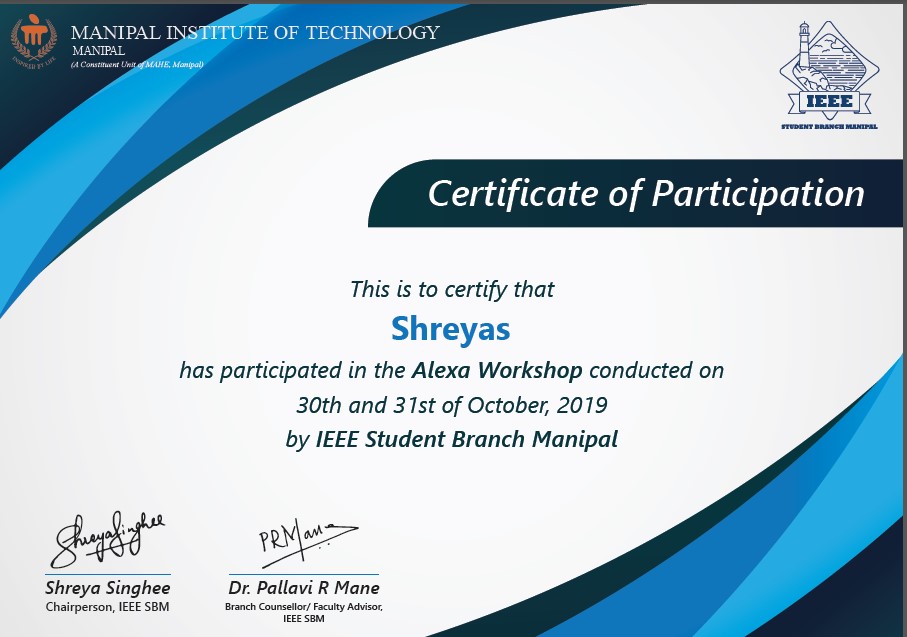 MANIPAL INSTITUTE OF TECHNOLOGY
MANIPAL
(A Constituent Unit of MAHE, Manipal)
INSPIRED BY LIFE
IEEE
STUDENT BRANCH MANIPAL
Certificate of Participation
This is to certify that
Shreyas
has participated in the Alexa Workshop conducted on
30th and 31st of October, 2019
by IEEE Student Branch Manipal
ShreyaSinghee
PRMane
Shreya Singhee
Chairperson, IEEE SBM
Dr. Pallavi R Mane
Branch Counsellor/ Faculty Advisor,
IEEE SBM